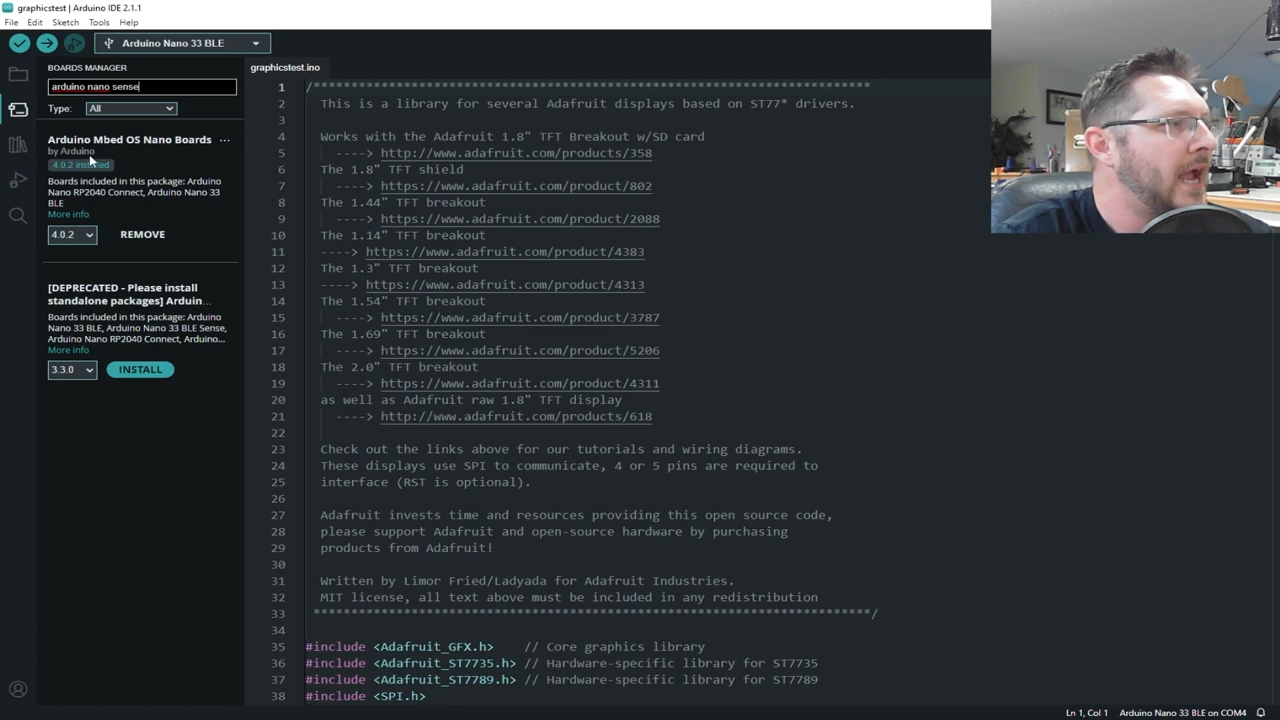 graphicstest | Arduino IDE 2.1.1
File Edit Sketch Tools Help
Arduino Nano 33 BLE
BOARDS MANAGER
arduino nano sense
Type: All
Arduino Mbed OS Nano Boards
by Arduino
4.0.2 installed
Boards included in this package: Arduino
Nano RP2040 Connect, Arduino Nano 33
BLE
More info
4.0.2 REMOVE
[DEPRECATED - Please install
standalone packages] Arduin...
Boards included in this package: Arduino
Nano 33 BLE, Arduino Nano 33 BLE Sense,
Arduino Nano RP2040 Connect, Arduino...
More info
3.3.0 INSTALL
graphicstest.ino
1 /**************************************************************************
2 This is a library for several Adafruit displays based on ST77* drivers.
3
4 Works with the Adafruit 1.8" TFT Breakout w/SD card
5 ----> http://www.adafruit.com/products/358
6 The 1.8" TFT shield
7 ----> https://www.adafruit.com/product/802
8 The 1.44" TFT breakout
9 ----> https://www.adafruit.com/product/2088
10 The 1.14" TFT breakout
11 ----> https://www.adafruit.com/product/4383
12 The 1.3" TFT breakout
13 ----> https://www.adafruit.com/product/4313
14 The 1.54" TFT breakout
15 ----> https://www.adafruit.com/product/3787
16 The 1.69" TFT breakout
17 ----> https://www.adafruit.com/product/5206
18 The 2.0" TFT breakout
19 ----> https://www.adafruit.com/product/4311
20 as well as Adafruit raw 1.8" TFT display
21 ----> http://www.adafruit.com/products/618
22
23 Check out the links above for our tutorials and wiring diagrams.
24 These displays use SPI to communicate, 4 or 5 pins are required to
25 interface (RST is optional).
26
27 Adafruit invests time and resources providing this open source code,
28 please support Adafruit and open-source hardware by purchasing
29 products from Adafruit!
30
31 Written by Limor Fried/Ladyada for Adafruit Industries.
32 MIT license, all text above must be included in any redistribution
33 **************************************************************************/
34
35 #include <Adafruit_GFX.h> // Core graphics library
36 #include <Adafruit_ST7735.h> // Hardware-specific library for ST7735
37 #include <Adafruit_ST7789.h> // Hardware-specific library for ST7789
38 #include <SPI.h>
Ln 1, Col 1 Arduino Nano 33 BLE on COM4